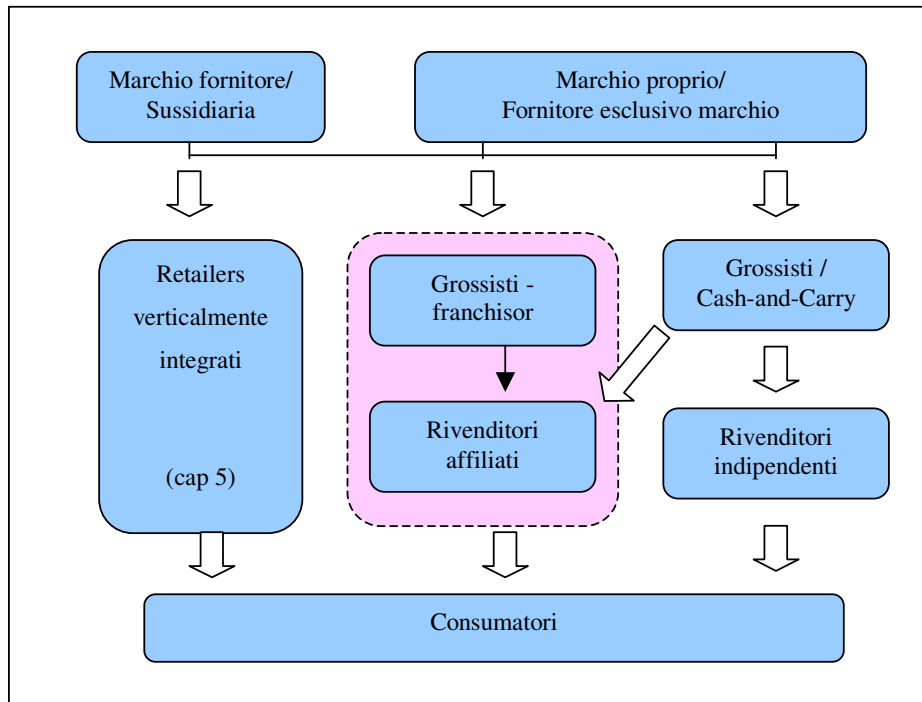 Marchio fornitore/
Sussidiaria
Marchio proprio/
Fornitore esclusivo marchio
Retailers
verticalmente
integrati
(cap 5)
Grossisti -
franchisor
Rivenditori
affiliati
Grossisti /
Cash-and-Carry
Rivenditori
indipendenti
Consumatori